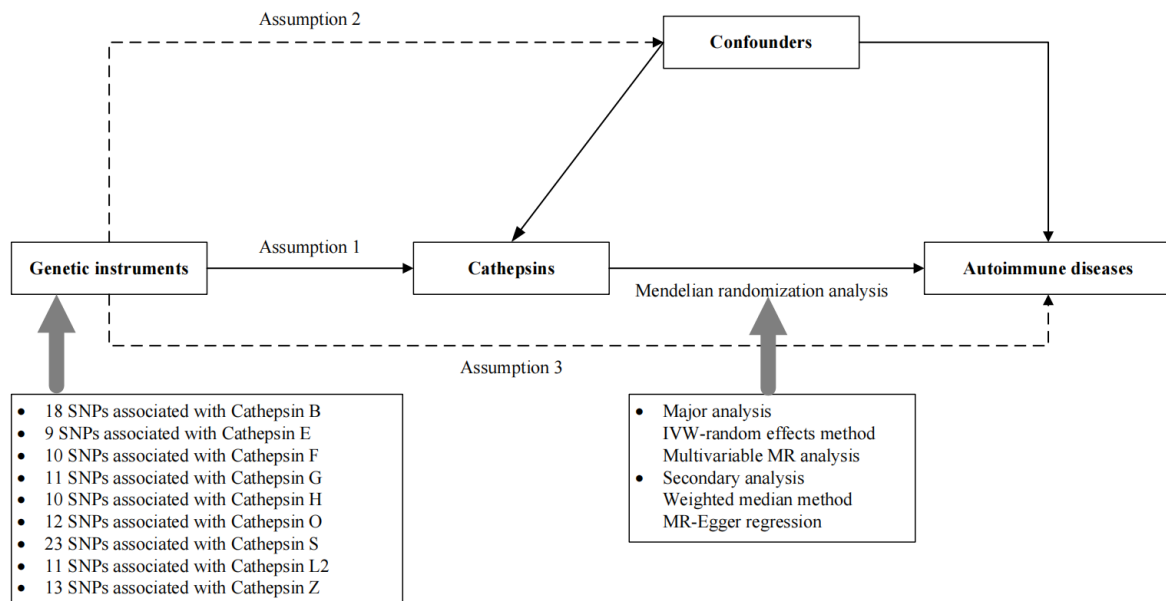 Assumption 2
Confounders
Assumption 1
Genetic instruments
Cathepsins
Autoimmune diseases
Mendelian randomization analysis
Assumption 3
• 18 SNPs associated with Cathepsin B
• 9 SNPs associated with Cathepsin E
• 10 SNPs associated with Cathepsin F
• 11 SNPs associated with Cathepsin G
• 10 SNPs associated with Cathepsin H
• 12 SNPs associated with Cathepsin O
• 23 SNPs associated with Cathepsin S
• 11 SNPs associated with Cathepsin L2
• 13 SNPs associated with Cathepsin Z
• Major analysis
IVW-random effects method
Multivariable MR analysis
• Secondary analysis
Weighted median method
MR-Egger regression